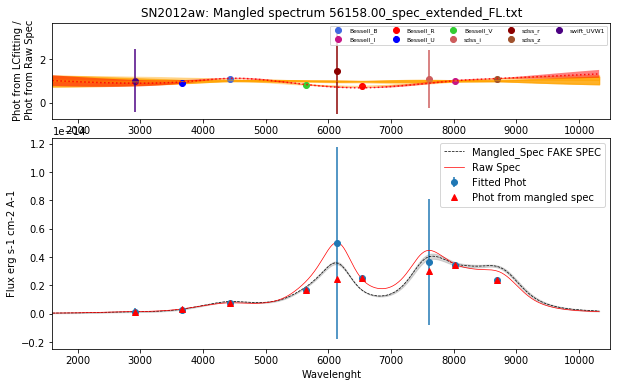 SN2012aw: Mangled spectrum 56158.00_spec_extended_FL.txt
Phot from LCfitting /
Phot from Raw Spec
2
0
Bessell_B
Bessell_I
Bessell_R
Bessell_U
Bessell_V
sdss_i
sdss_r
sdss_z
swift_UVW1
2000 3000 4000 5000 6000 7000 8000 9000 10000
1e-14
Flux erg s-1 cm-2 A-1
1.2
1.0
0.8
0.6
0.4
0.2
0.0
−0.2
Mangled_Spec FAKE SPEC
Raw Spec
Fitted Phot
Phot from mangled spec
2000 3000 4000 5000 6000 7000 8000 9000 10000
Wavelenght